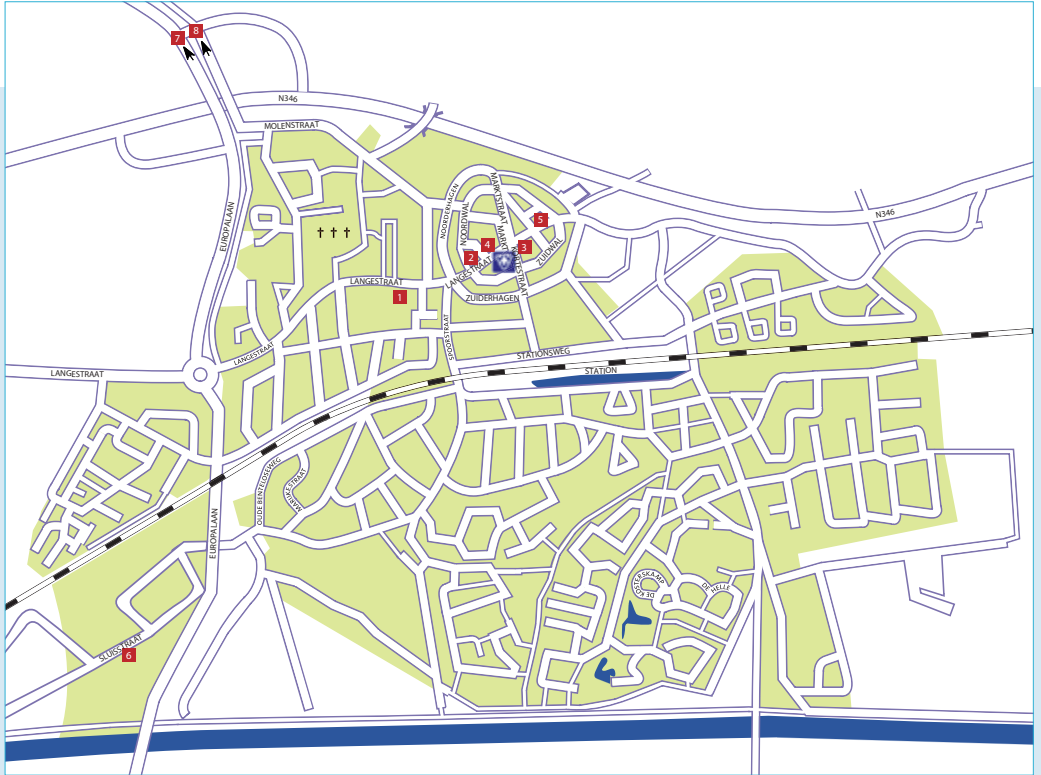 8
7
N346
MOLENSTRAAT
EUROPALAAN
NOORDERHAGEN
NOORDWAL
MARKTSTRAAT
MARKT
5
N346
4
3
2
ZUIDWAL
LANGESTRAAT
LANGESTRAAT
1
ZUIDERHAGEN
SPOORSTRAAT
LANGESTRAAT
STATIONSWEG
STATION
LANGESTRAAT
OUDE BENTELOSEWEG
MARIKESTRAAT
EUROPALAAN
DE KOSTERSKAMP
DE HELLE
SLUISSTRAAT
6